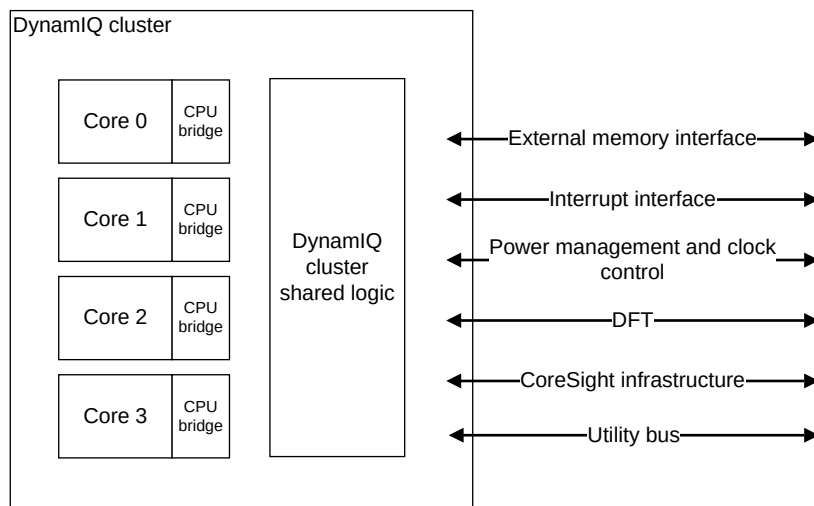 DynamIQ cluster
Core 0
CPU
bridge
Core 1
CPU
bridge
Core 2
CPU
bridge
Core 3
CPU
bridge
DynamIQ
cluster
shared logic
External memory interface
Interrupt interface
Power management and clock
control
DFT
CoreSight infrastructure
Utility bus